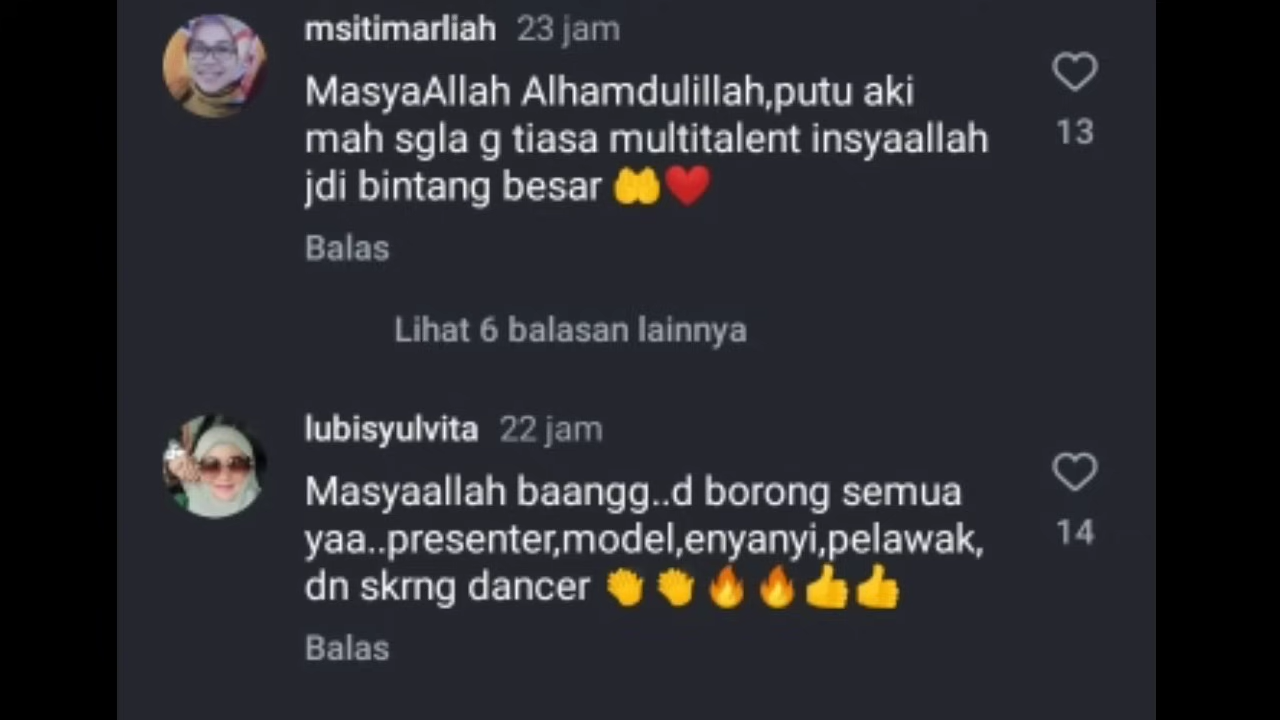 msitimarliah 23 jam
MasyaAllah Alhamdulillah,putu aki
mah sgla g tiasa multitalent insyaallah
jdi bintang besar 🤲❤️
13
Balas
Lihat 6 balasan lainnya
lubisyulvita 22 jam
Masyaallah baangg..d borong semua
yaa..presenter,model,enyanyi,pelawak,
dn skrng dancer 👏👏🔥🔥👍👍
14
Balas